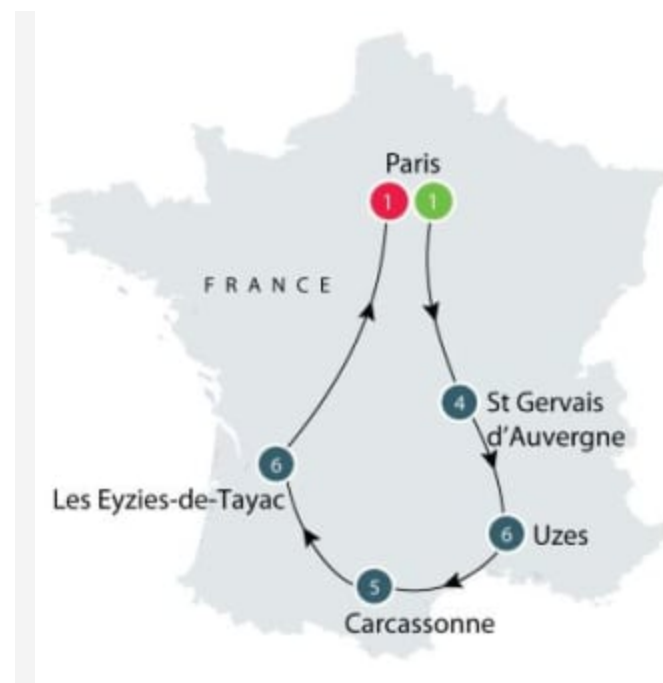 Paris
1
1
FRANCE
4
St Gervais
d'Auvergne
6
Les Eyzies-de-Tayac
6
Uzes
5
Carcassonne